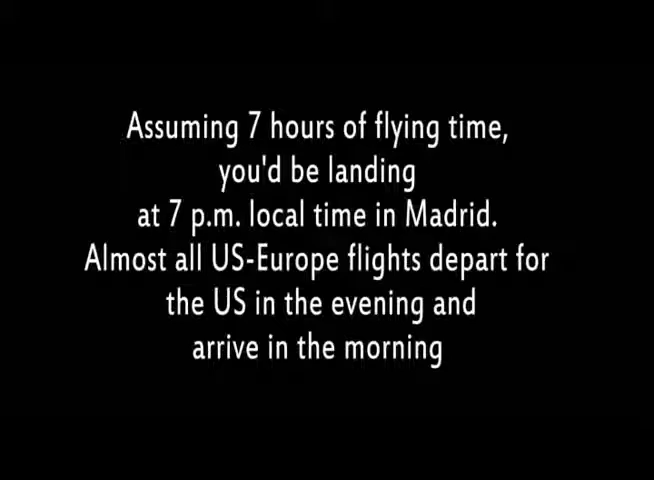 Assuming 7 hours of flying time,
you'd be landing
at 7 p.m. local time in Madrid.
Almost all US-Europe flights depart for
the US in the evening and
arrive in the morning